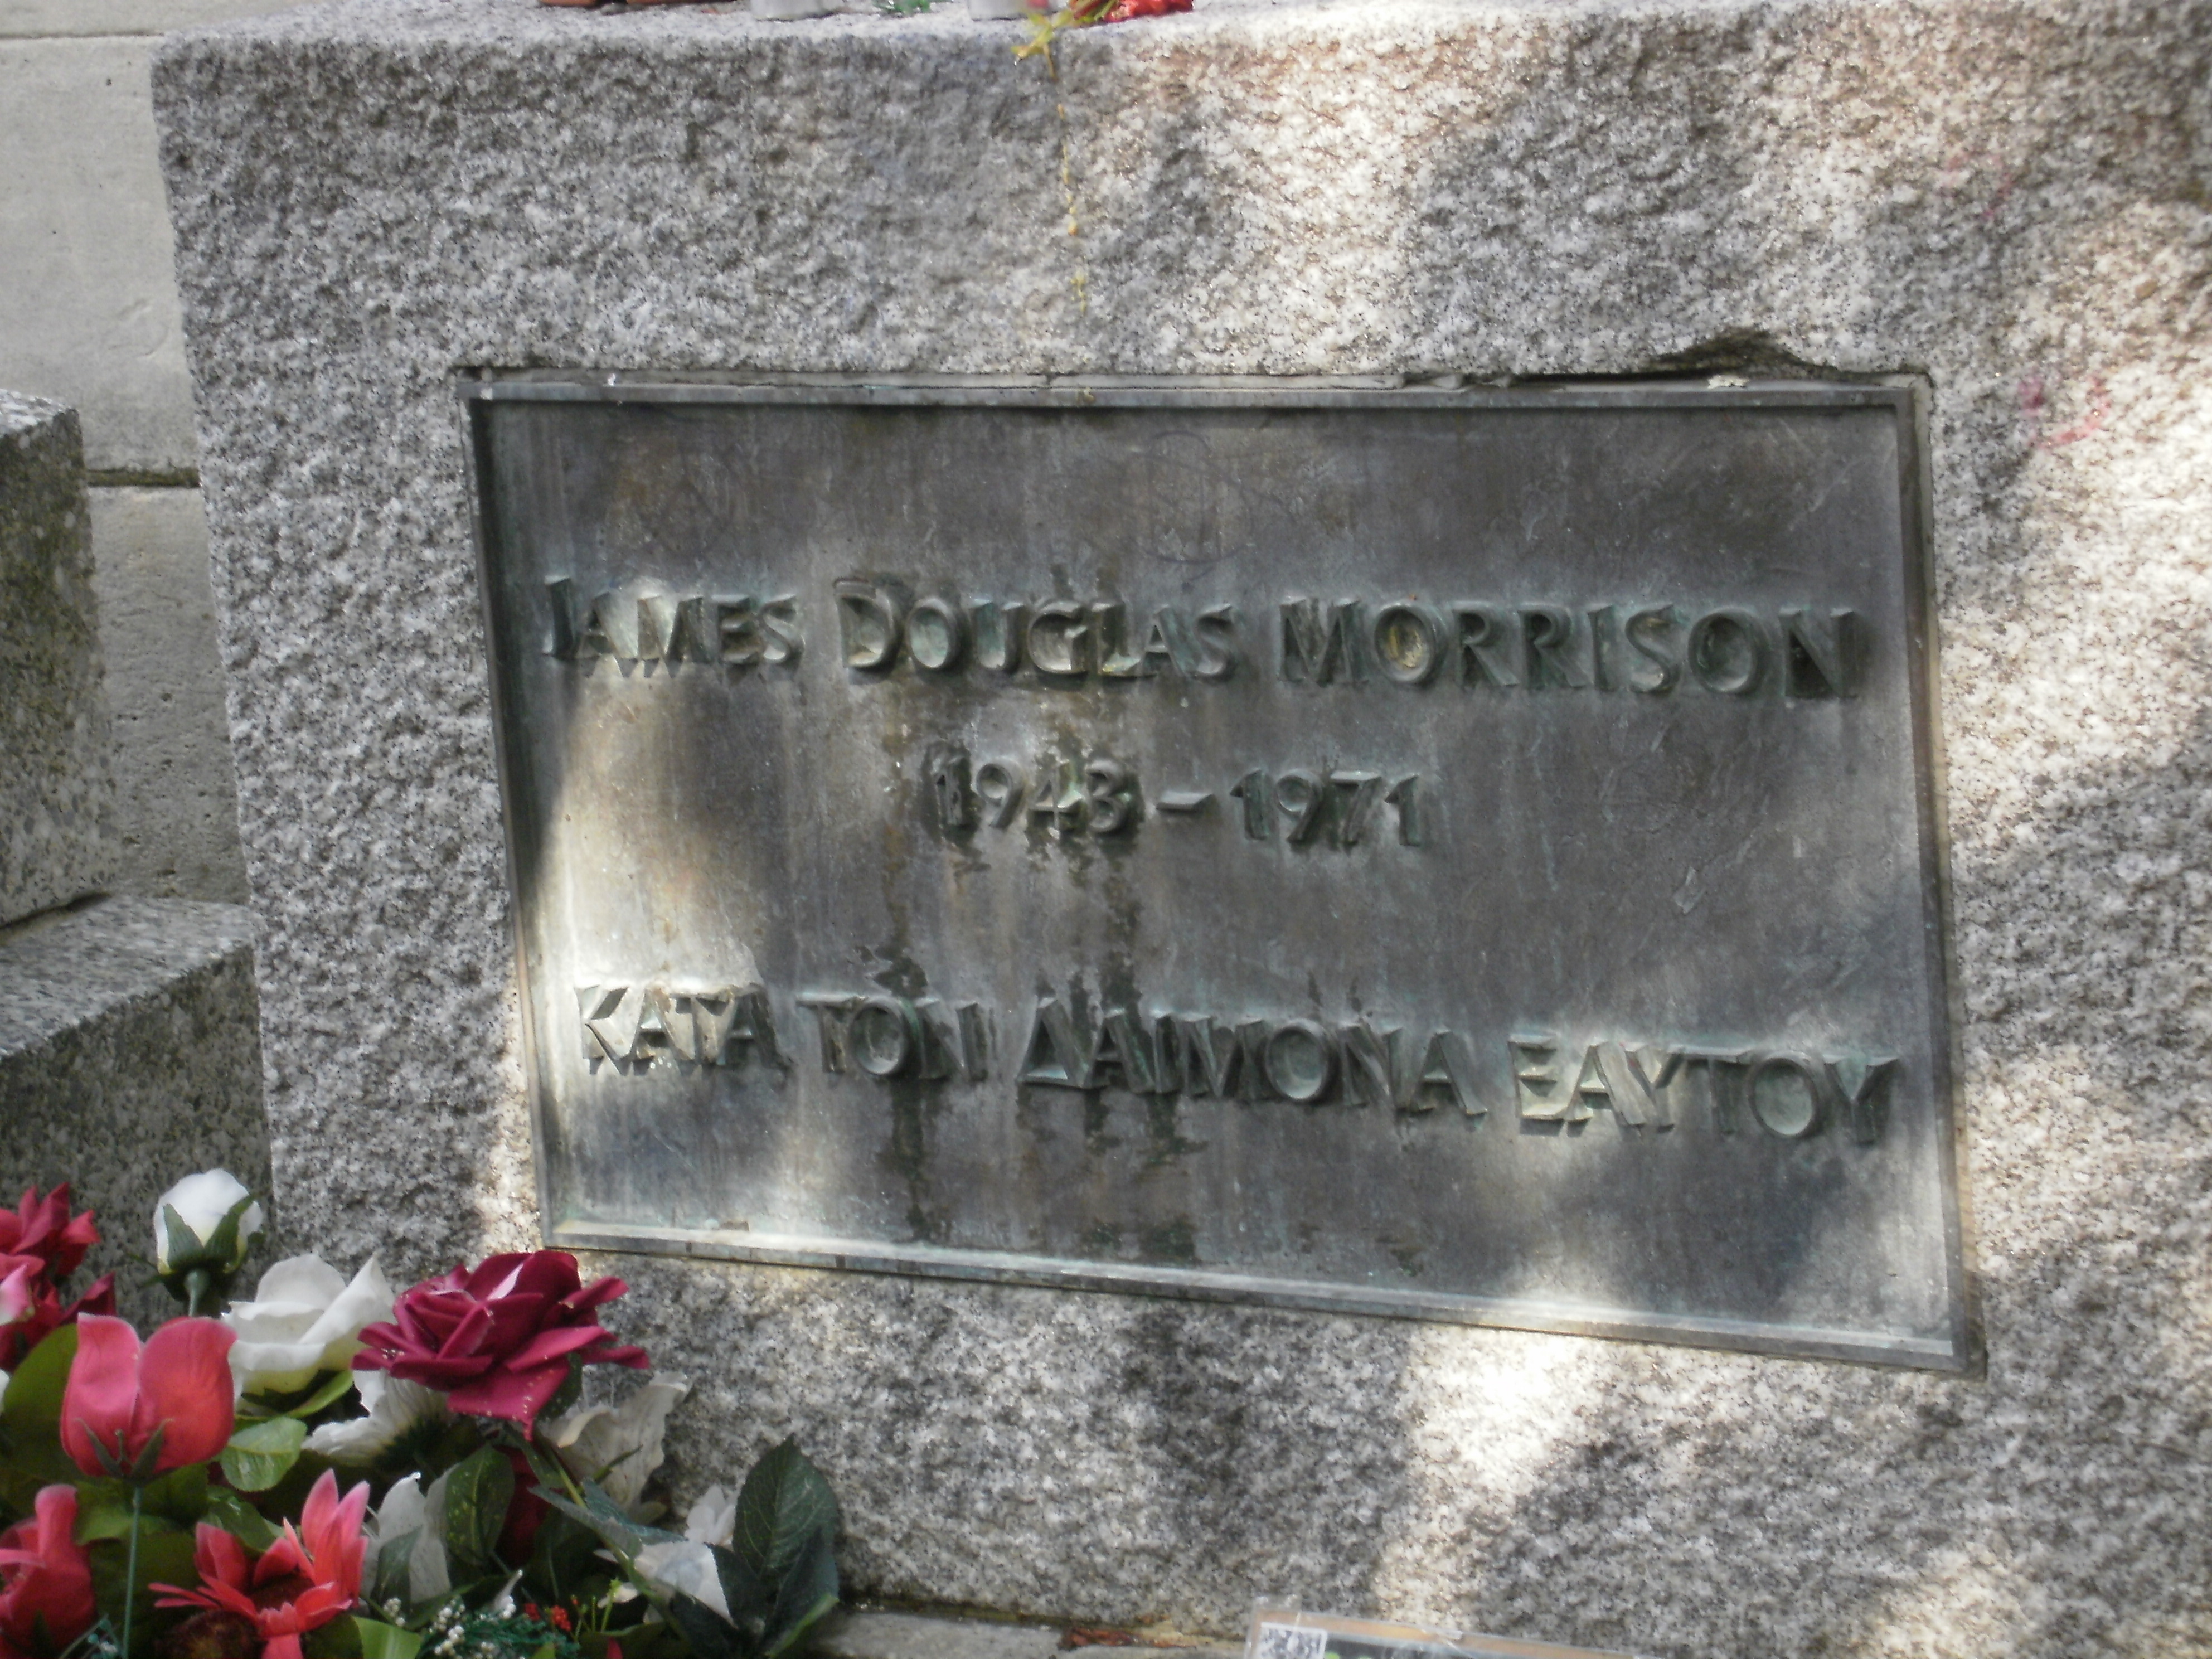 JAMES DOUGLAS MORRISON
1943 - 1971
ΚΑΤΑ ΤΟΝ ΔΑΙΜΟΝΑ ΕΑΥΤΟΥ